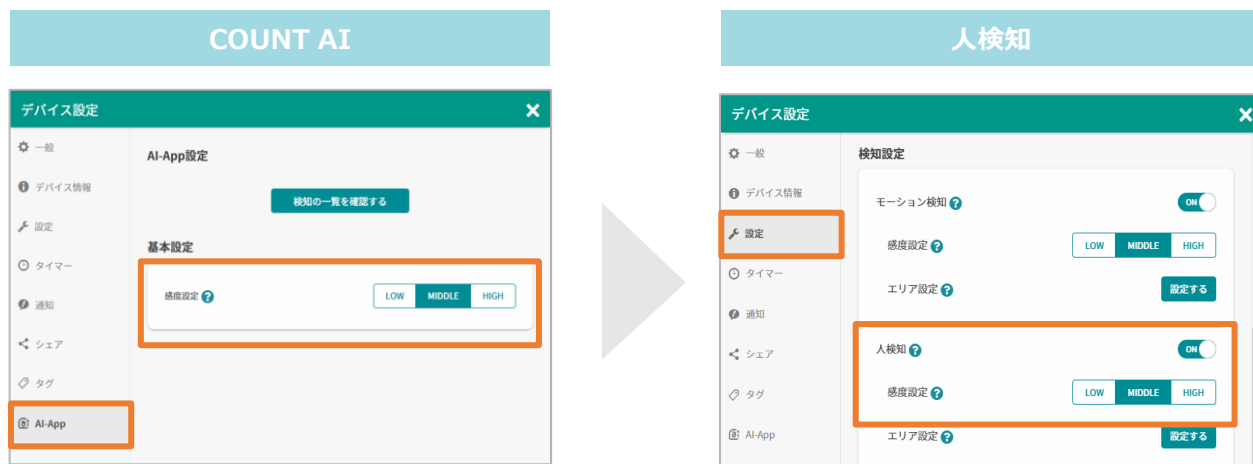 COUNT AI
デバイス設定
一般
デバイス情報
設定
タイマー
通知
シェア
タグ
AI-App
AI-App設定
検知の一覧を確認する
基本設定
感度設定 ?
LOW MIDDLE HIGH
人検知
デバイス設定
一般
デバイス情報
設定
タイマー
通知
シェア
タグ
AI-App
検知設定
モーション検知 ? ON
感度設定 ? LOW MIDDLE HIGH
エリア設定 ? 設定する
人検知 ? ON
感度設定 ? LOW MIDDLE HIGH
エリア設定 ? 設定する